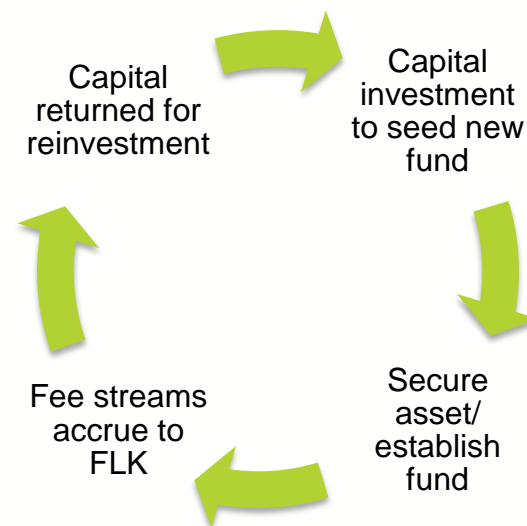 Capital
returned for
reinvestment
Capital
investment
to seed new
fund
Secure
asset/
establish
fund
Fee streams
accrue to
FLK